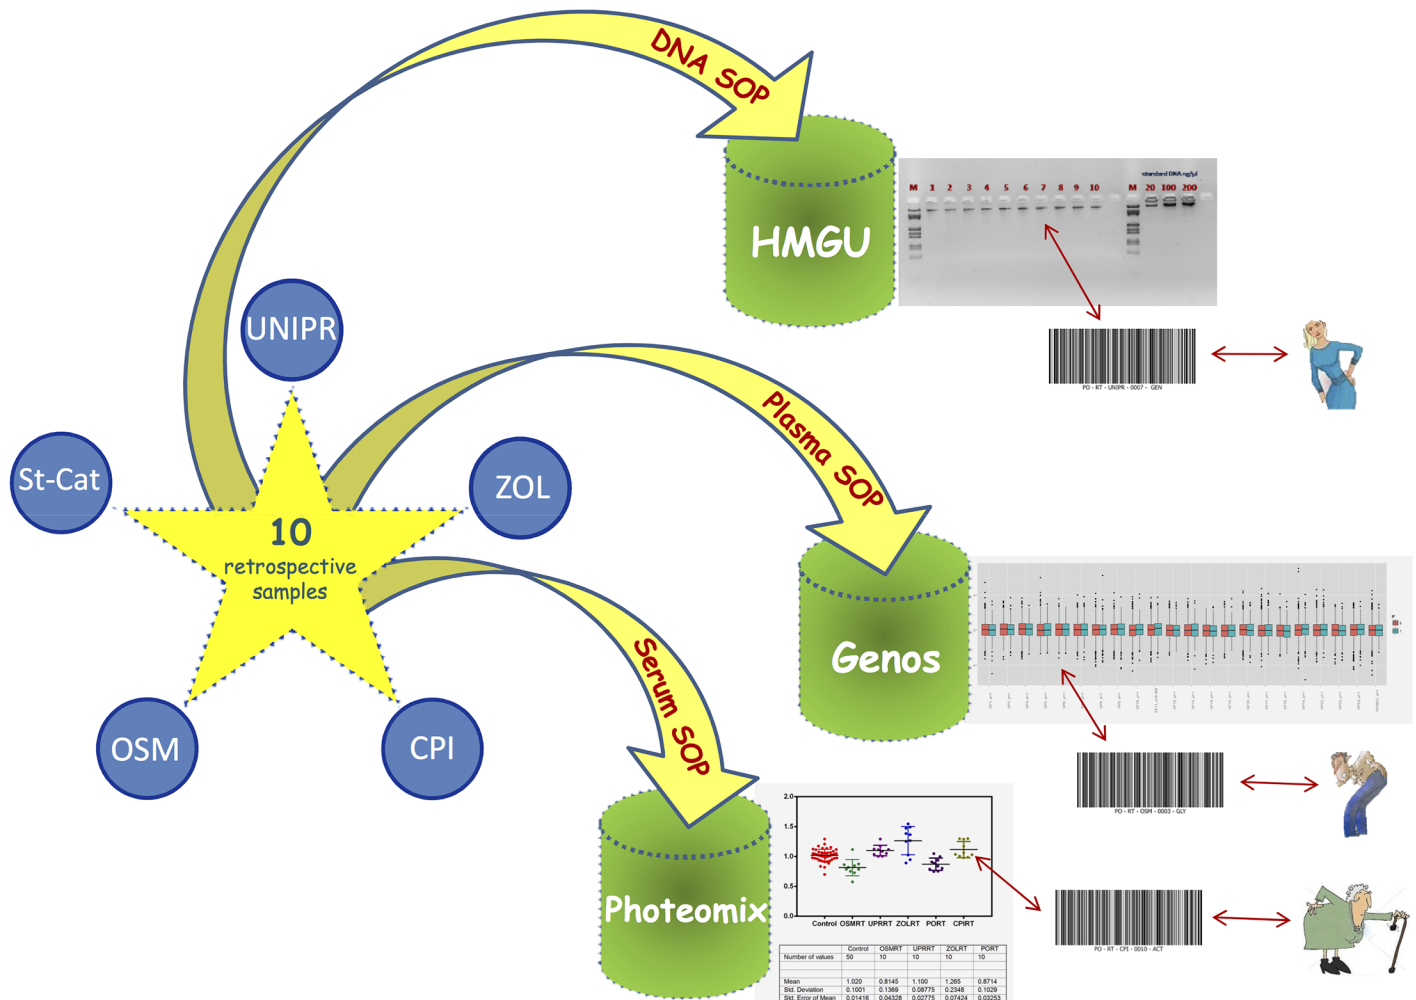 DNA SOP
HMGU
standard DNA ng/µl
M 1 2 3 4 5 6 7 8 9 10 M 20 100 200
PO - RT - UNIPR - 0007 - GEN
UNIPR
St-Cat
ZOL
10
retrospective
samples
OSM
CPI
Plasma SOP
Genos
PO - RT - OSM - 0003 - GLY
Serum SOP
Photeomix
2.0
1.5
1.0
0.5
0.0
Control OSMRT UPRRT ZOLRT PORT CPIRT
PO - RT - CPI - 0010 - ACT
Control OSMRT UPRRT ZOLRT PORT
Number of values 50 10 10 10 10
Mean 1.020 0.8145 1.100 1.265 0.8714
Std. Deviation 0.1001 0.1369 0.08775 0.2348 0.1029
Std. Error of Mean 0.01416 0.04328 0.02775 0.07424 0.03253